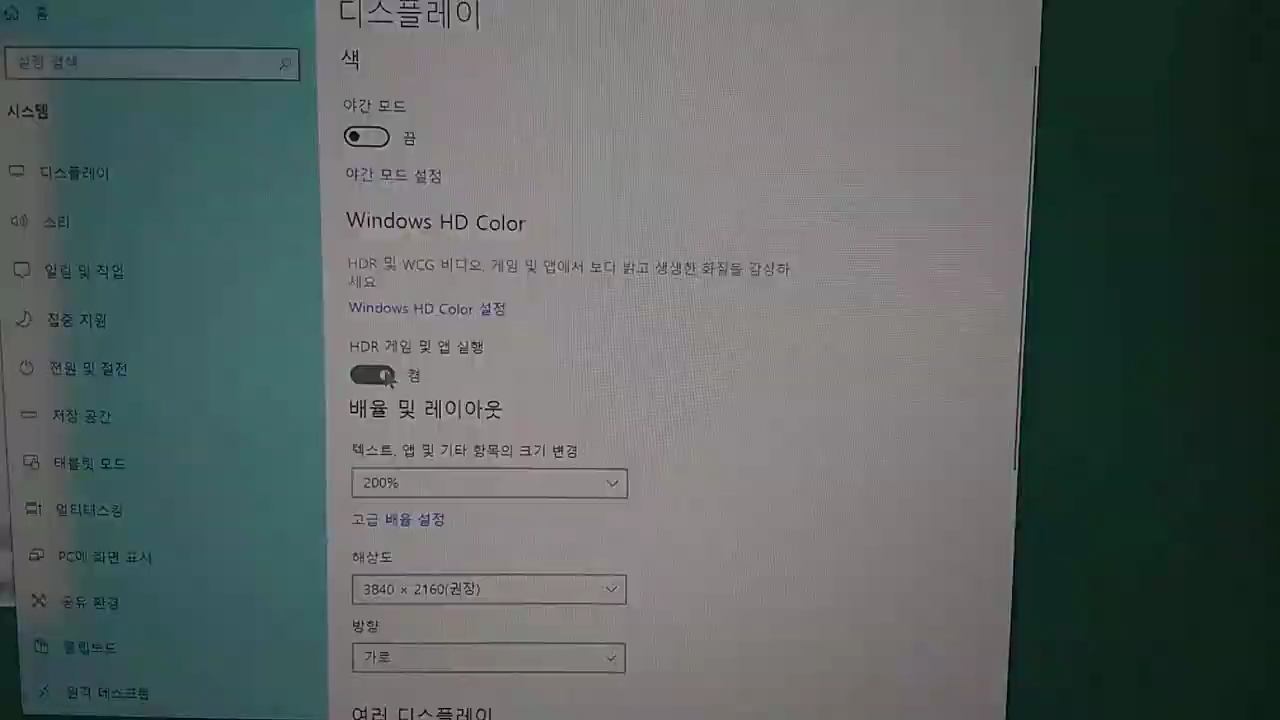 홈
디스플레이
설정 검색
시스템
디스플레이
소리
알림 및 작업
집중 지원
전원 및 절전
저장 공간
태블릿 모드
멀티태스킹
PC에 화면 표시
공유 환경
클립보드
원격 데스크톱
색
야간 모드
끔
야간 모드 설정
Windows HD Color
HDR 및 WCG 비디오, 게임 및 앱에서 보다 밝고 생생한 화질을 감상하
세요.
Windows HD Color 설정
HDR 게임 및 앱 실행
켬
배율 및 레이아웃
텍스트, 앱 및 기타 항목의 크기 변경
200%
고급 배율 설정
해상도
3840 × 2160(권장)
방향
가로
여러 디스플레이